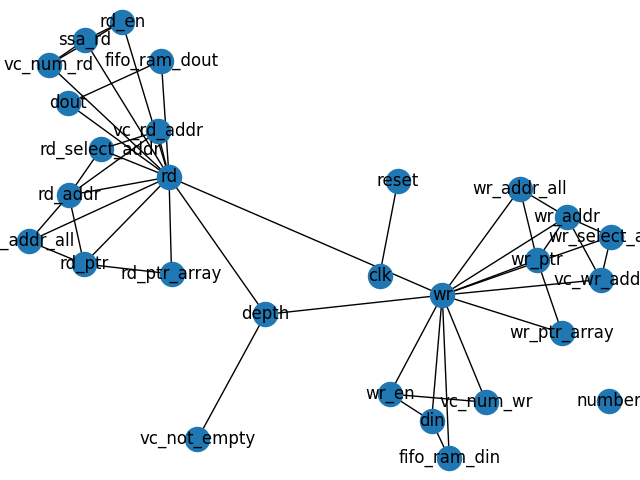 rd_en
ssa_rd
vc_num_rd
fifo_ram_dout
dout
vc_rd_addr
rd_select_addr
rd
reset
wr_addr_all
rd_addr
wr_addr
_addr_all
wr_select_a
rd_ptr
wr_ptr
rd_ptr_array
clk
vc_wr_add
wr
depth
wr_ptr_array
wr_en
vc_num_wr
number
din
vc_not_empty
fifo_ram_din